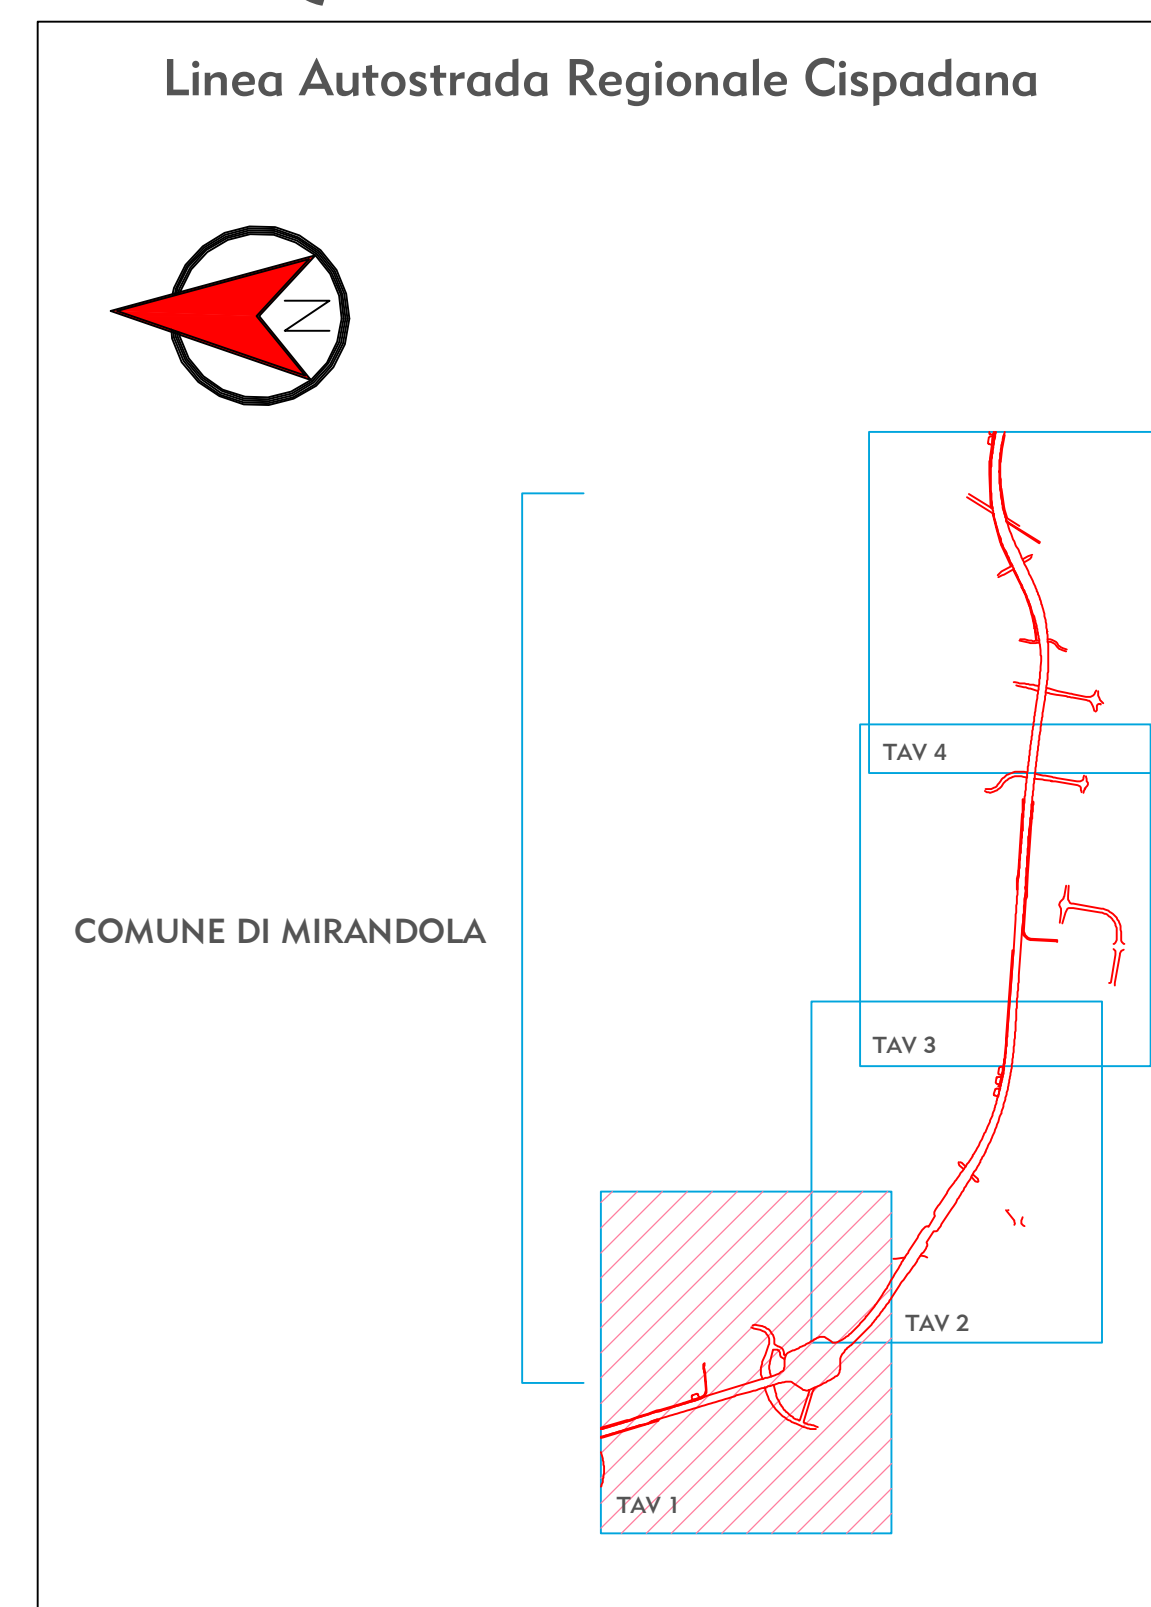 Linea Autostrada Regionale Cispadana
N
TAV 4
COMUNE DI MIRANDOLA
TAV 3
TAV 2
TAV 1